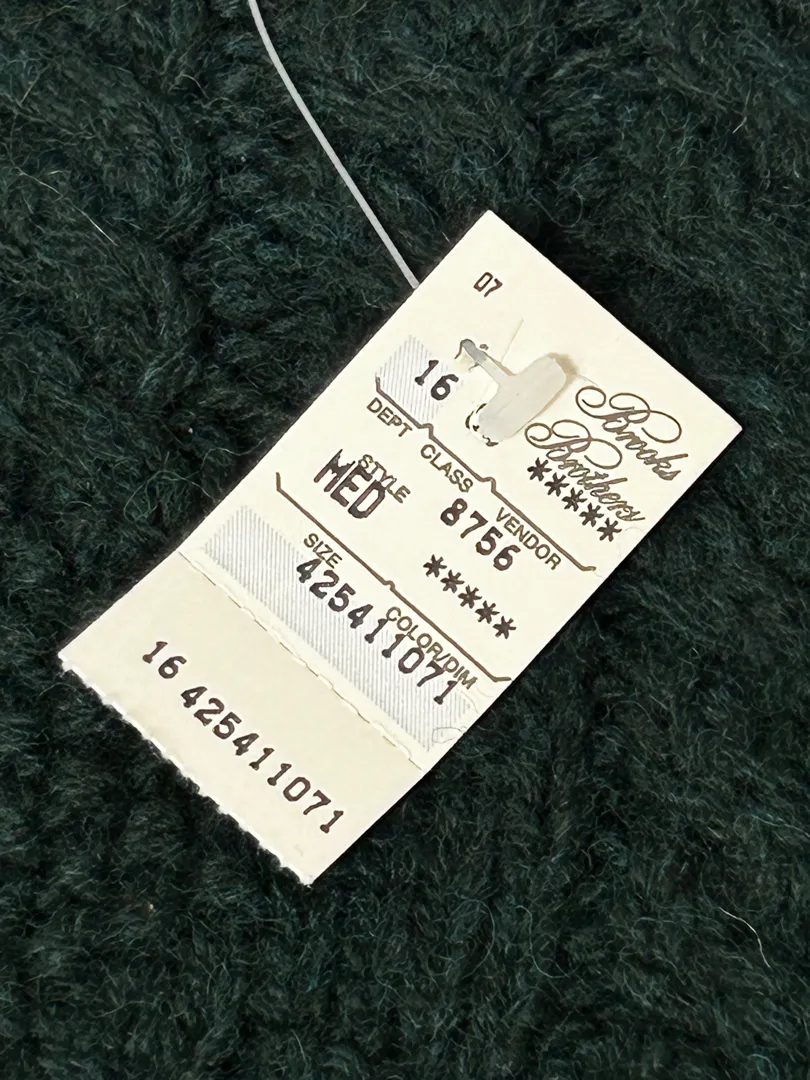 07
Brooks
Brothers
16 *****
DEPT CLASS VENDOR
MED 8756
STYLE
*****
SIZE COLOR/DIM
425411071
16 425411071